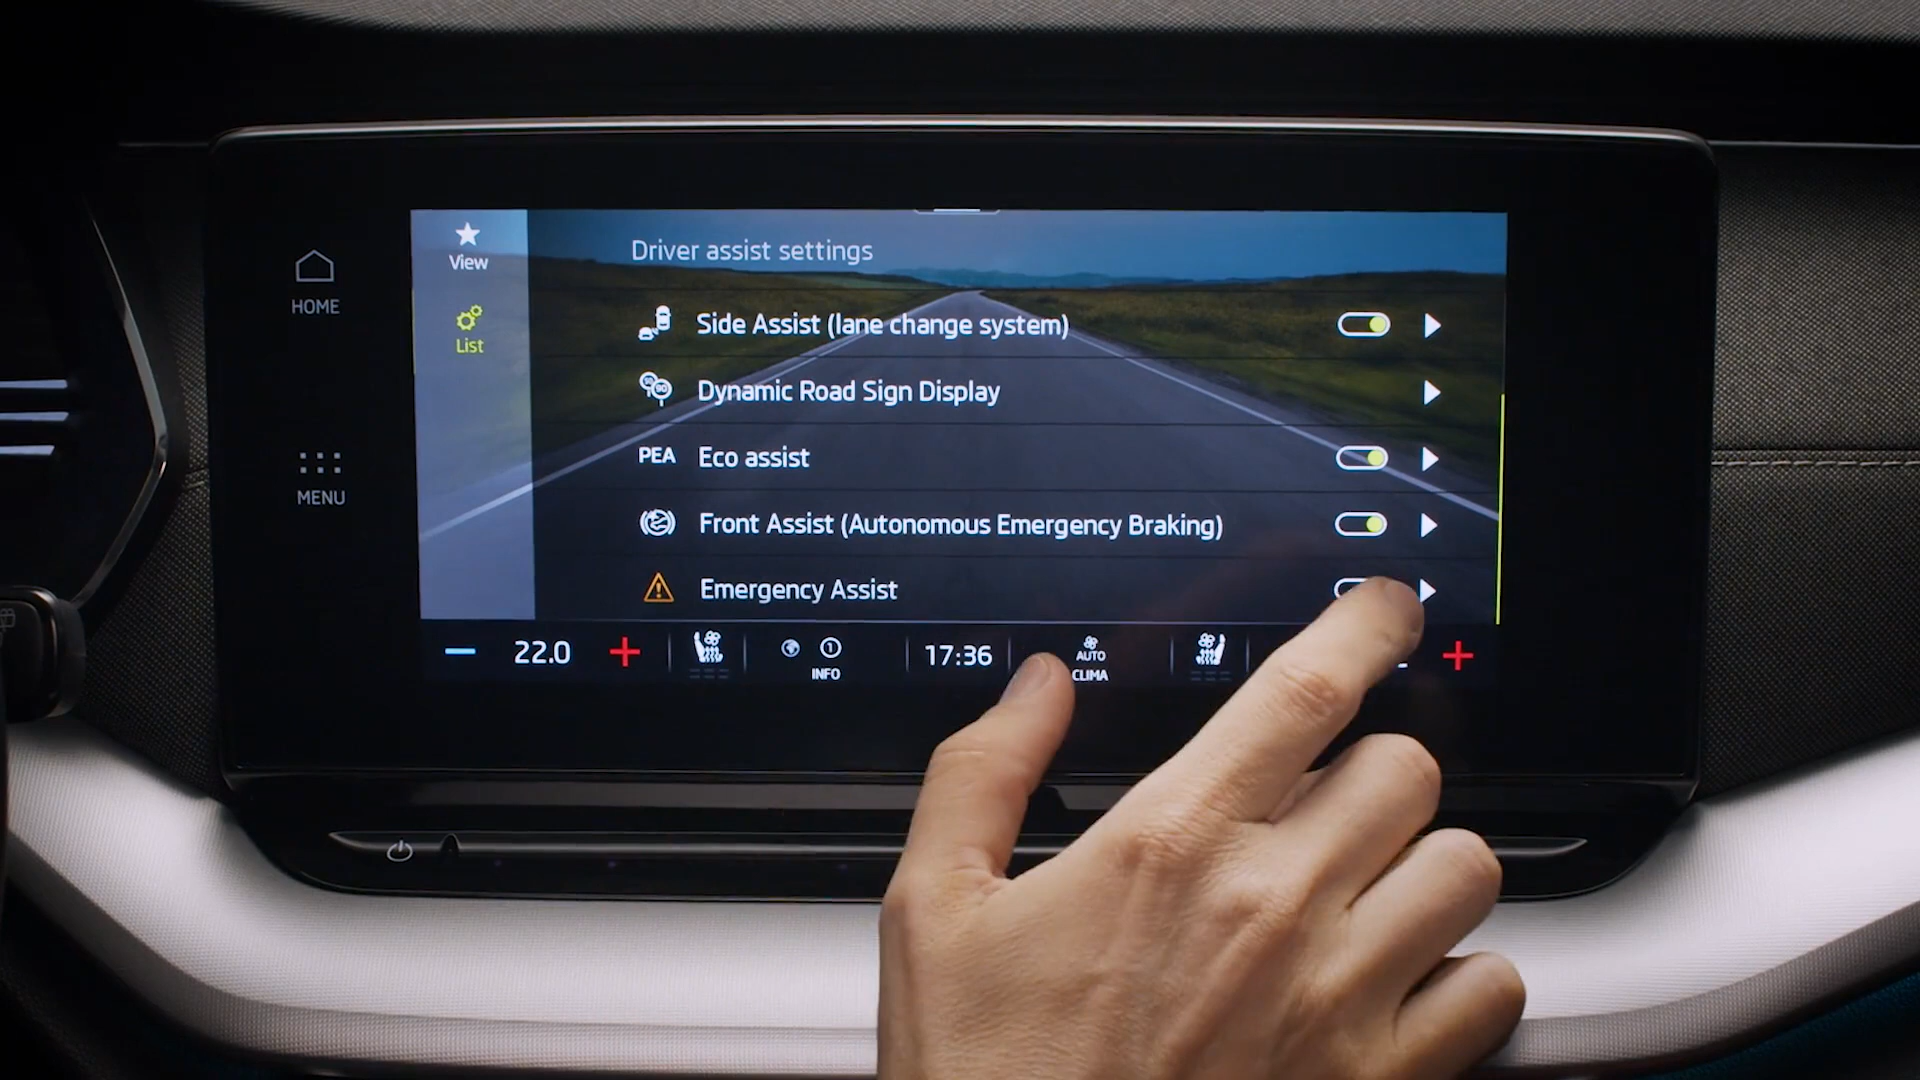 View
List
HOME
MENU
Driver assist settings
Side Assist (lane change system)
Dynamic Road Sign Display
PEA Eco assist
Front Assist (Autonomous Emergency Braking)
Emergency Assist
22.0
1
INFO
17:36
AUTO
CLIMA